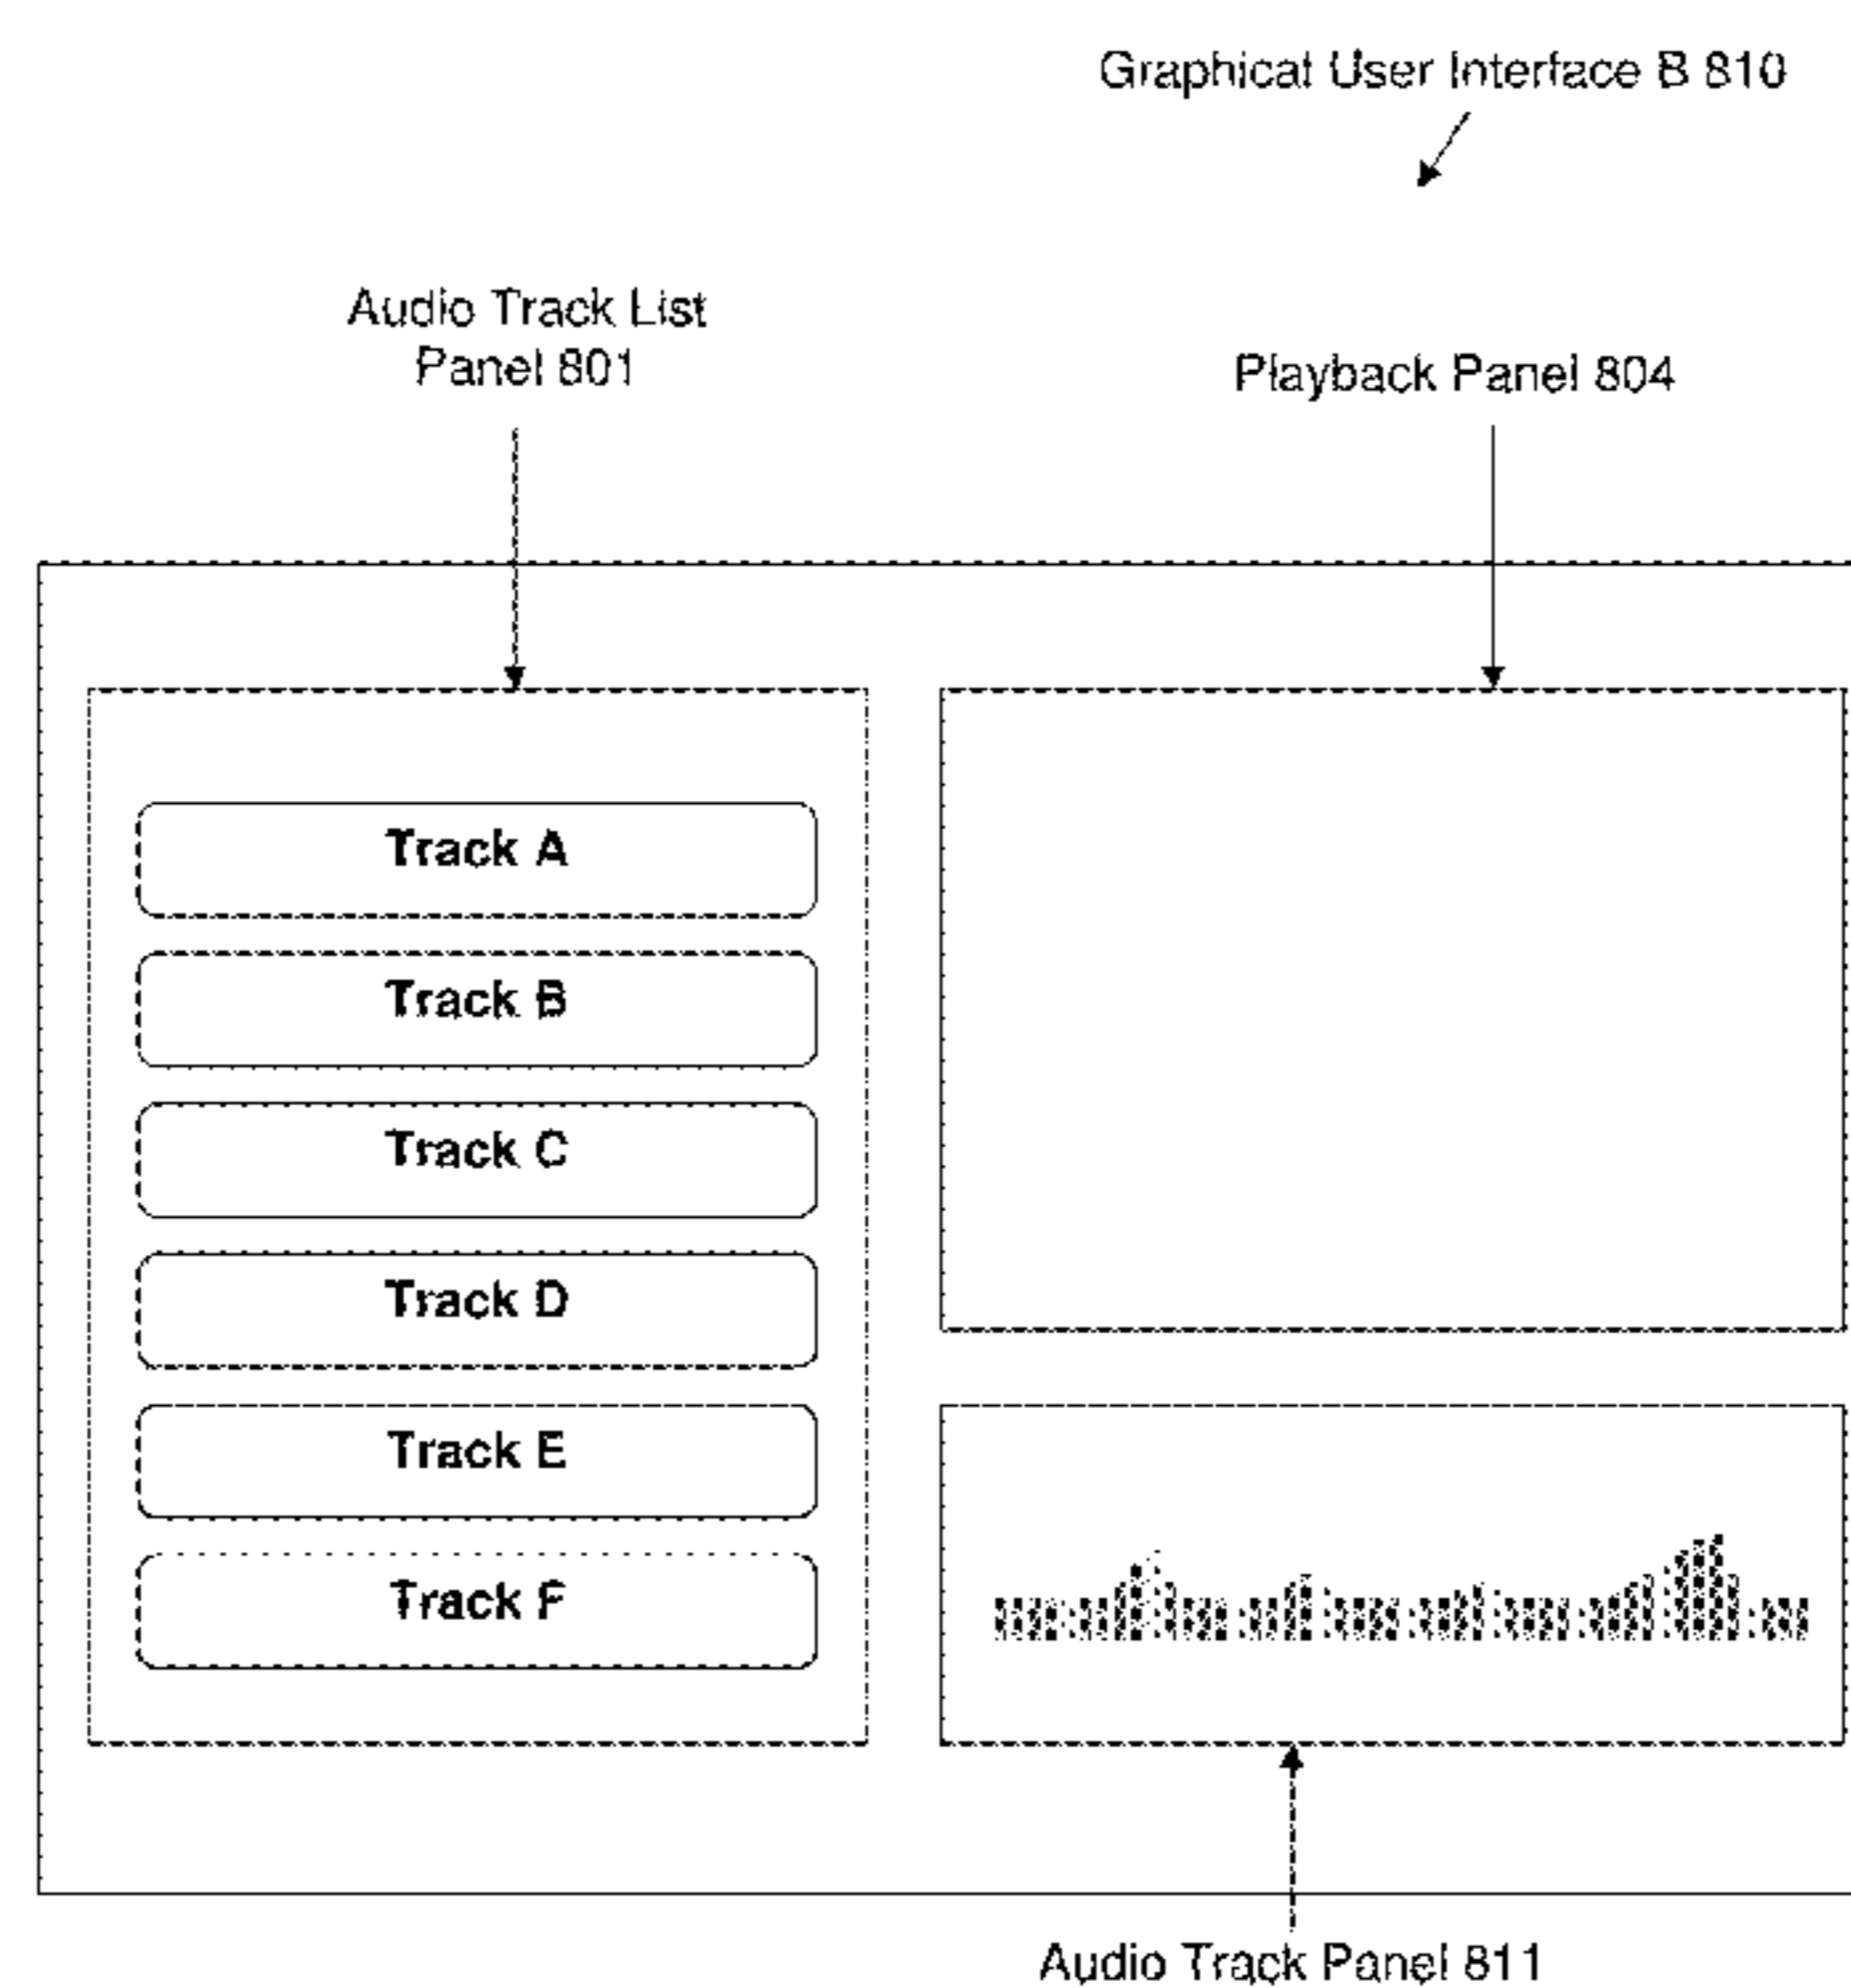 Graphical User Interface B 810
Audio Track List
Panel 801
Playback Panel 804
Track A
Track B
Track C
Track D
Track E
Track F
Audio Track Panel 811